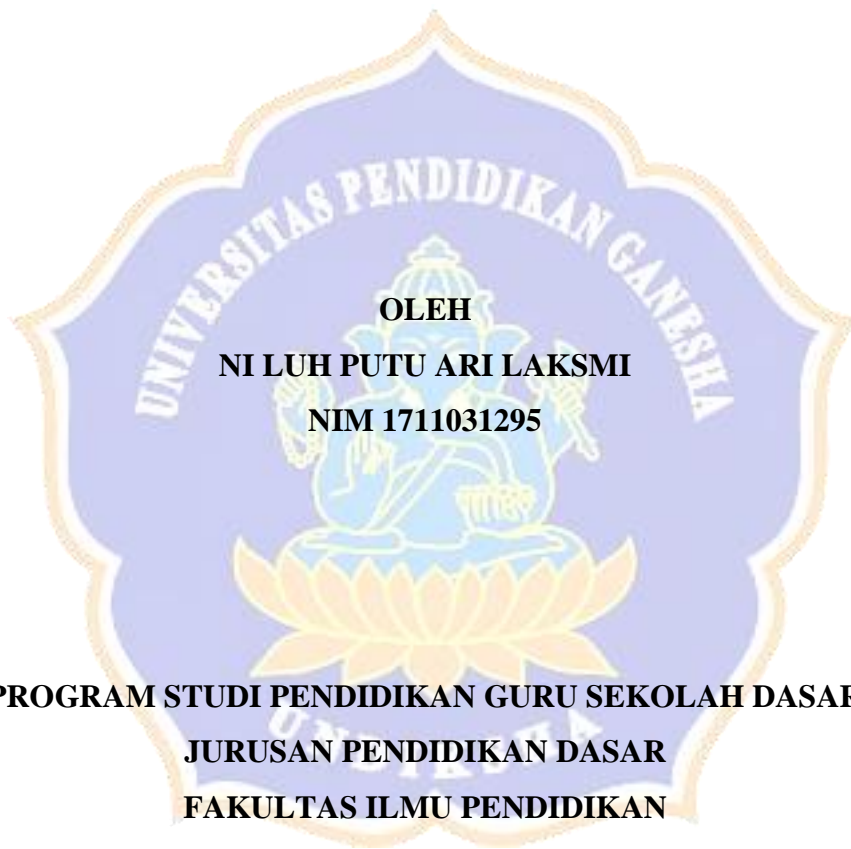 UNIVERSITAS PENDIDIKAN GANESHA
OLEH
NI LUH PUTU ARI LAKSMI
NIM 1711031295
PROGRAM STUDI PENDIDIKAN GURU SEKOLAH DASAR
JURUSAN PENDIDIKAN DASAR
UNDIKSHA
FAKULTAS ILMU PENDIDIKAN